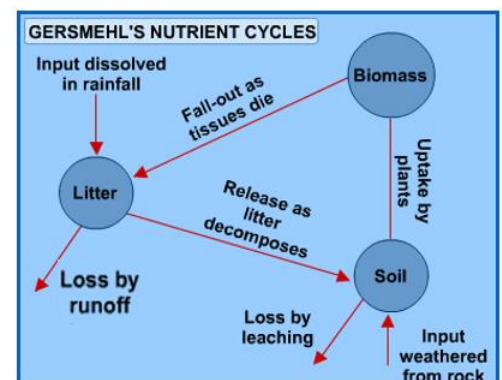 GERSMEHL'S NUTRIENT CYCLES
Input dissolved
in rainfall
Biomass
Fall-out as
tissues die
Litter
Uptake by
plants
Release as
litter
decomposes
Loss by
runoff
Soil
Loss by
leaching
Input
weathered
from rock